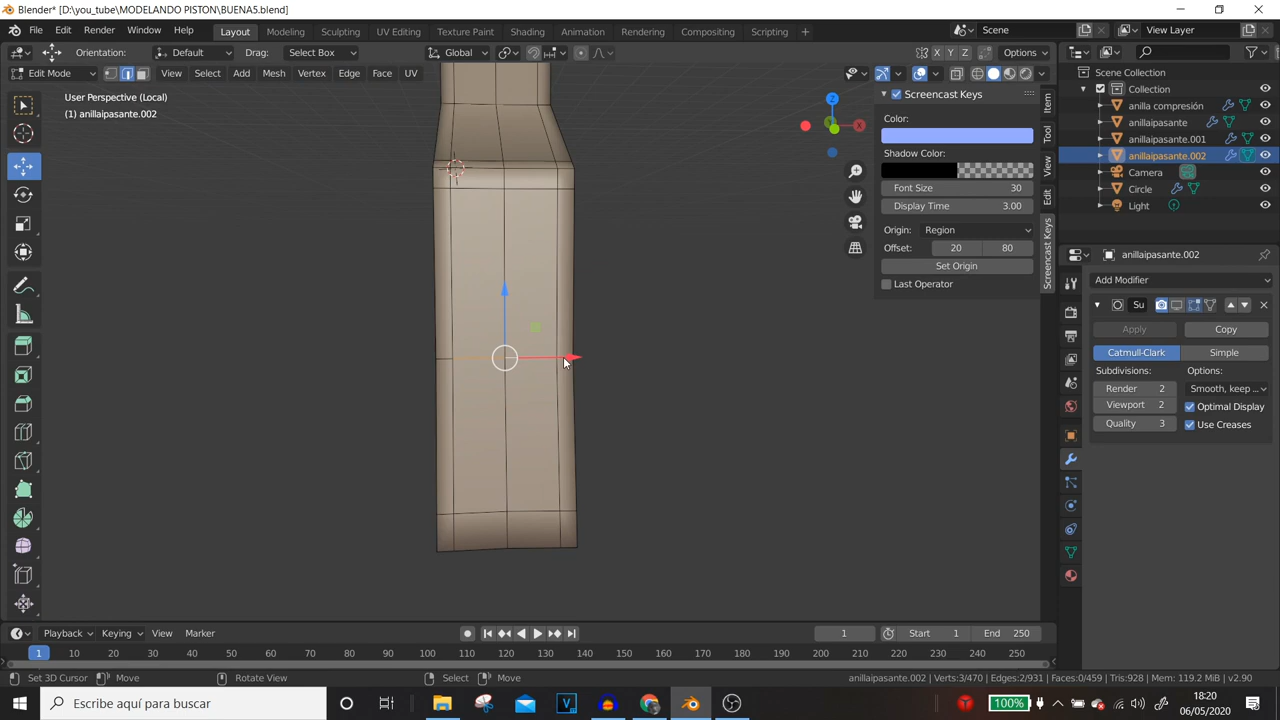 Blender* [D:\you_tube\MODELANDO PISTON\BUENA5.blend]
File Edit Render Window Help Layout Modeling Sculpting UV Editing Texture Paint Shading Animation Rendering Compositing Scripting + Scene View Layer
Orientation: Default Drag: Select Box Global X Y Z Options
Edit Mode View Select Add Mesh Vertex Edge Face UV
User Perspective (Local)
(1) anillaipasante.002
Z
X
Y
Screencast Keys
Color:
Shadow Color:
Font Size 30
Display Time 3.00
Origin: Region
Offset: 20 80
Set Origin
Last Operator
Item
Tool
View
Edit
Screencast Keys
Scene Collection
Collection
anilla compresión
anillaipasante
anillaipasante.001
anillaipasante.002
Camera
Circle
Light
anillaipasante.002
Add Modifier
Su
Apply Copy
Catmull-Clark Simple
Subdivisions: Options:
Render 2 Smooth, keep ...
Viewport 2 Optimal Display
Quality 3 Use Creases
Playback Keying View Marker 1 Start 1 End 250
1 10 20 30 40 50 60 70 80 90 100 110 120 130 140 150 160 170 180 190 200 210 220 230 240 250
Set 3D Cursor Move Rotate View Select Move anillaipasante.002 | Verts:3/470 | Edges:2/931 | Faces:0/459 | Tris:928 | Mem: 119.2 MiB | v2.90
Escribe aquí para buscar 100% 18:20
06/05/2020